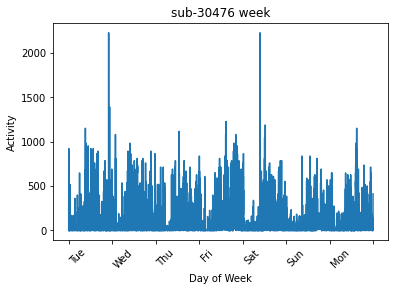 sub-30476 week
2000
1500
1000
500
0
Activity
Tue
Wed
Thu
Fri
Sat
Sun
Mon
Day of Week